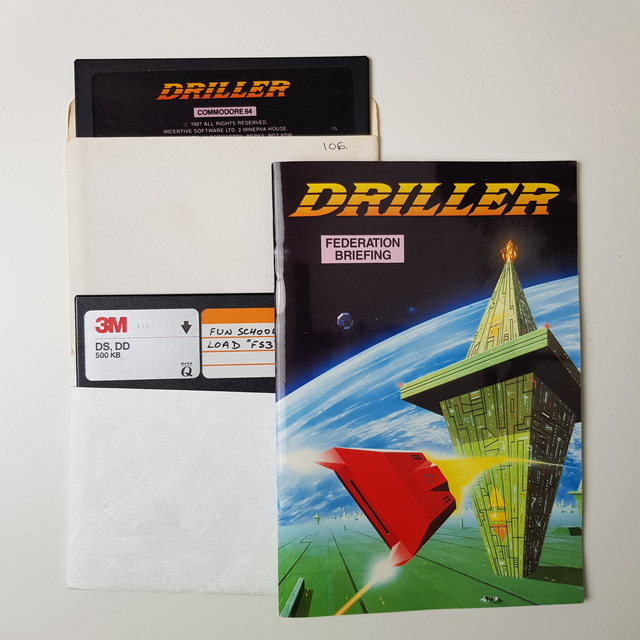 DRILLER
COMMODORE 64
© 1987 ALL RIGHTS RESERVED.
INCENTIVE SOFTWARE LTD. 2 MINERVA HOUSE,
106.
DRILLER
FEDERATION
BRIEFING
3M
DS, DD
500 KB
Q
FUN SCHOOL
LOAD "FS3"